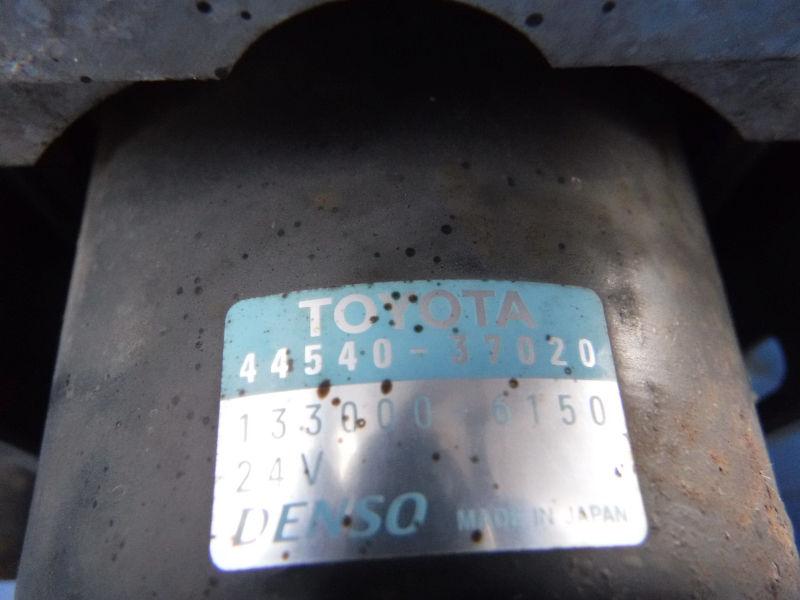 TOYOTA
44540-37020
133000-6150
24V
DENSO MADE IN JAPAN